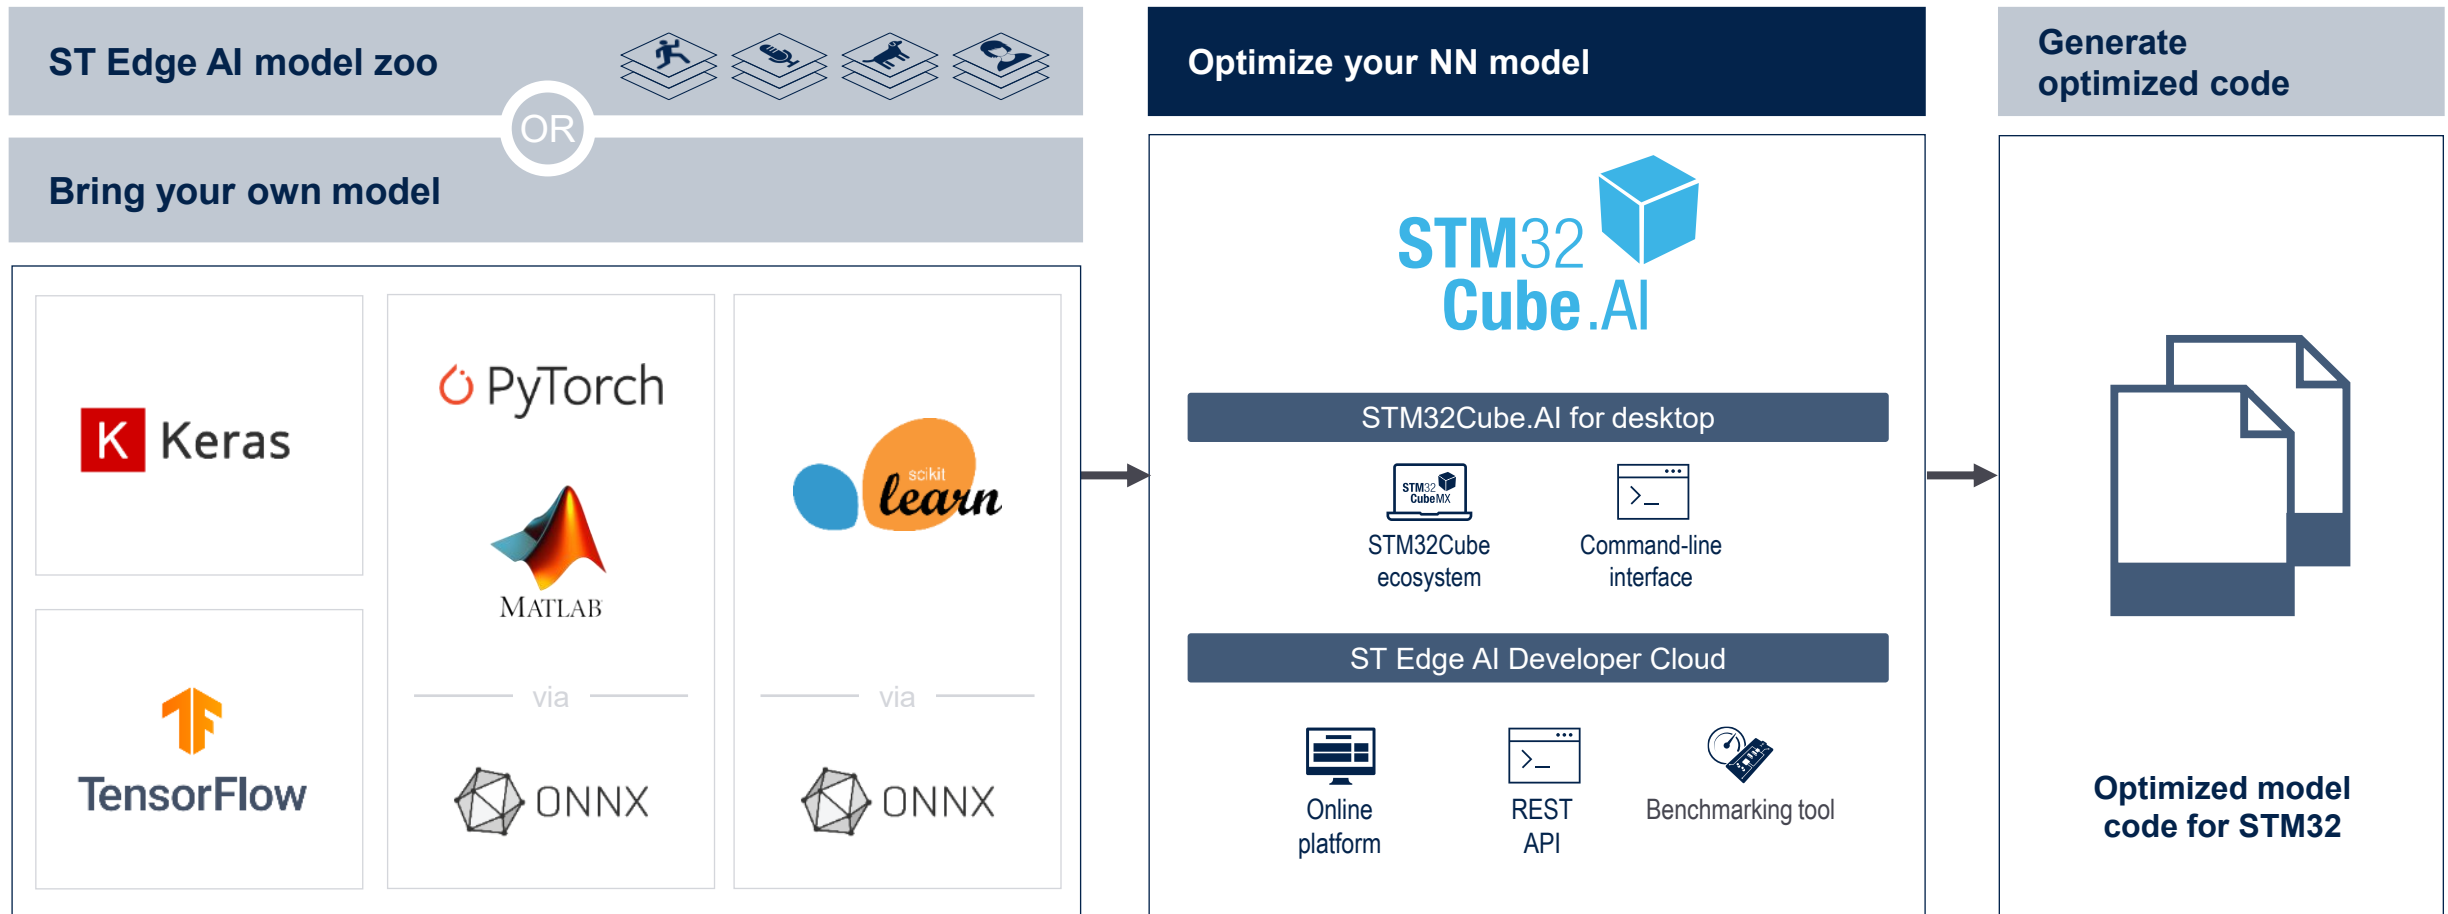 ST Edge AI model zoo
OR
Bring your own model
K Keras
TensorFlow
PyTorch
MATLAB
via
ONNX
scikit
learn
via
ONNX
Optimize your NN model
STM32
Cube.AI
STM32Cube.AI for desktop
STM32
CubeMX
STM32Cube
ecosystem
>_
Command-line
interface
ST Edge AI Developer Cloud
Online
platform
>_
REST
API
Benchmarking tool
Generate
optimized code
Optimized model
code for STM32